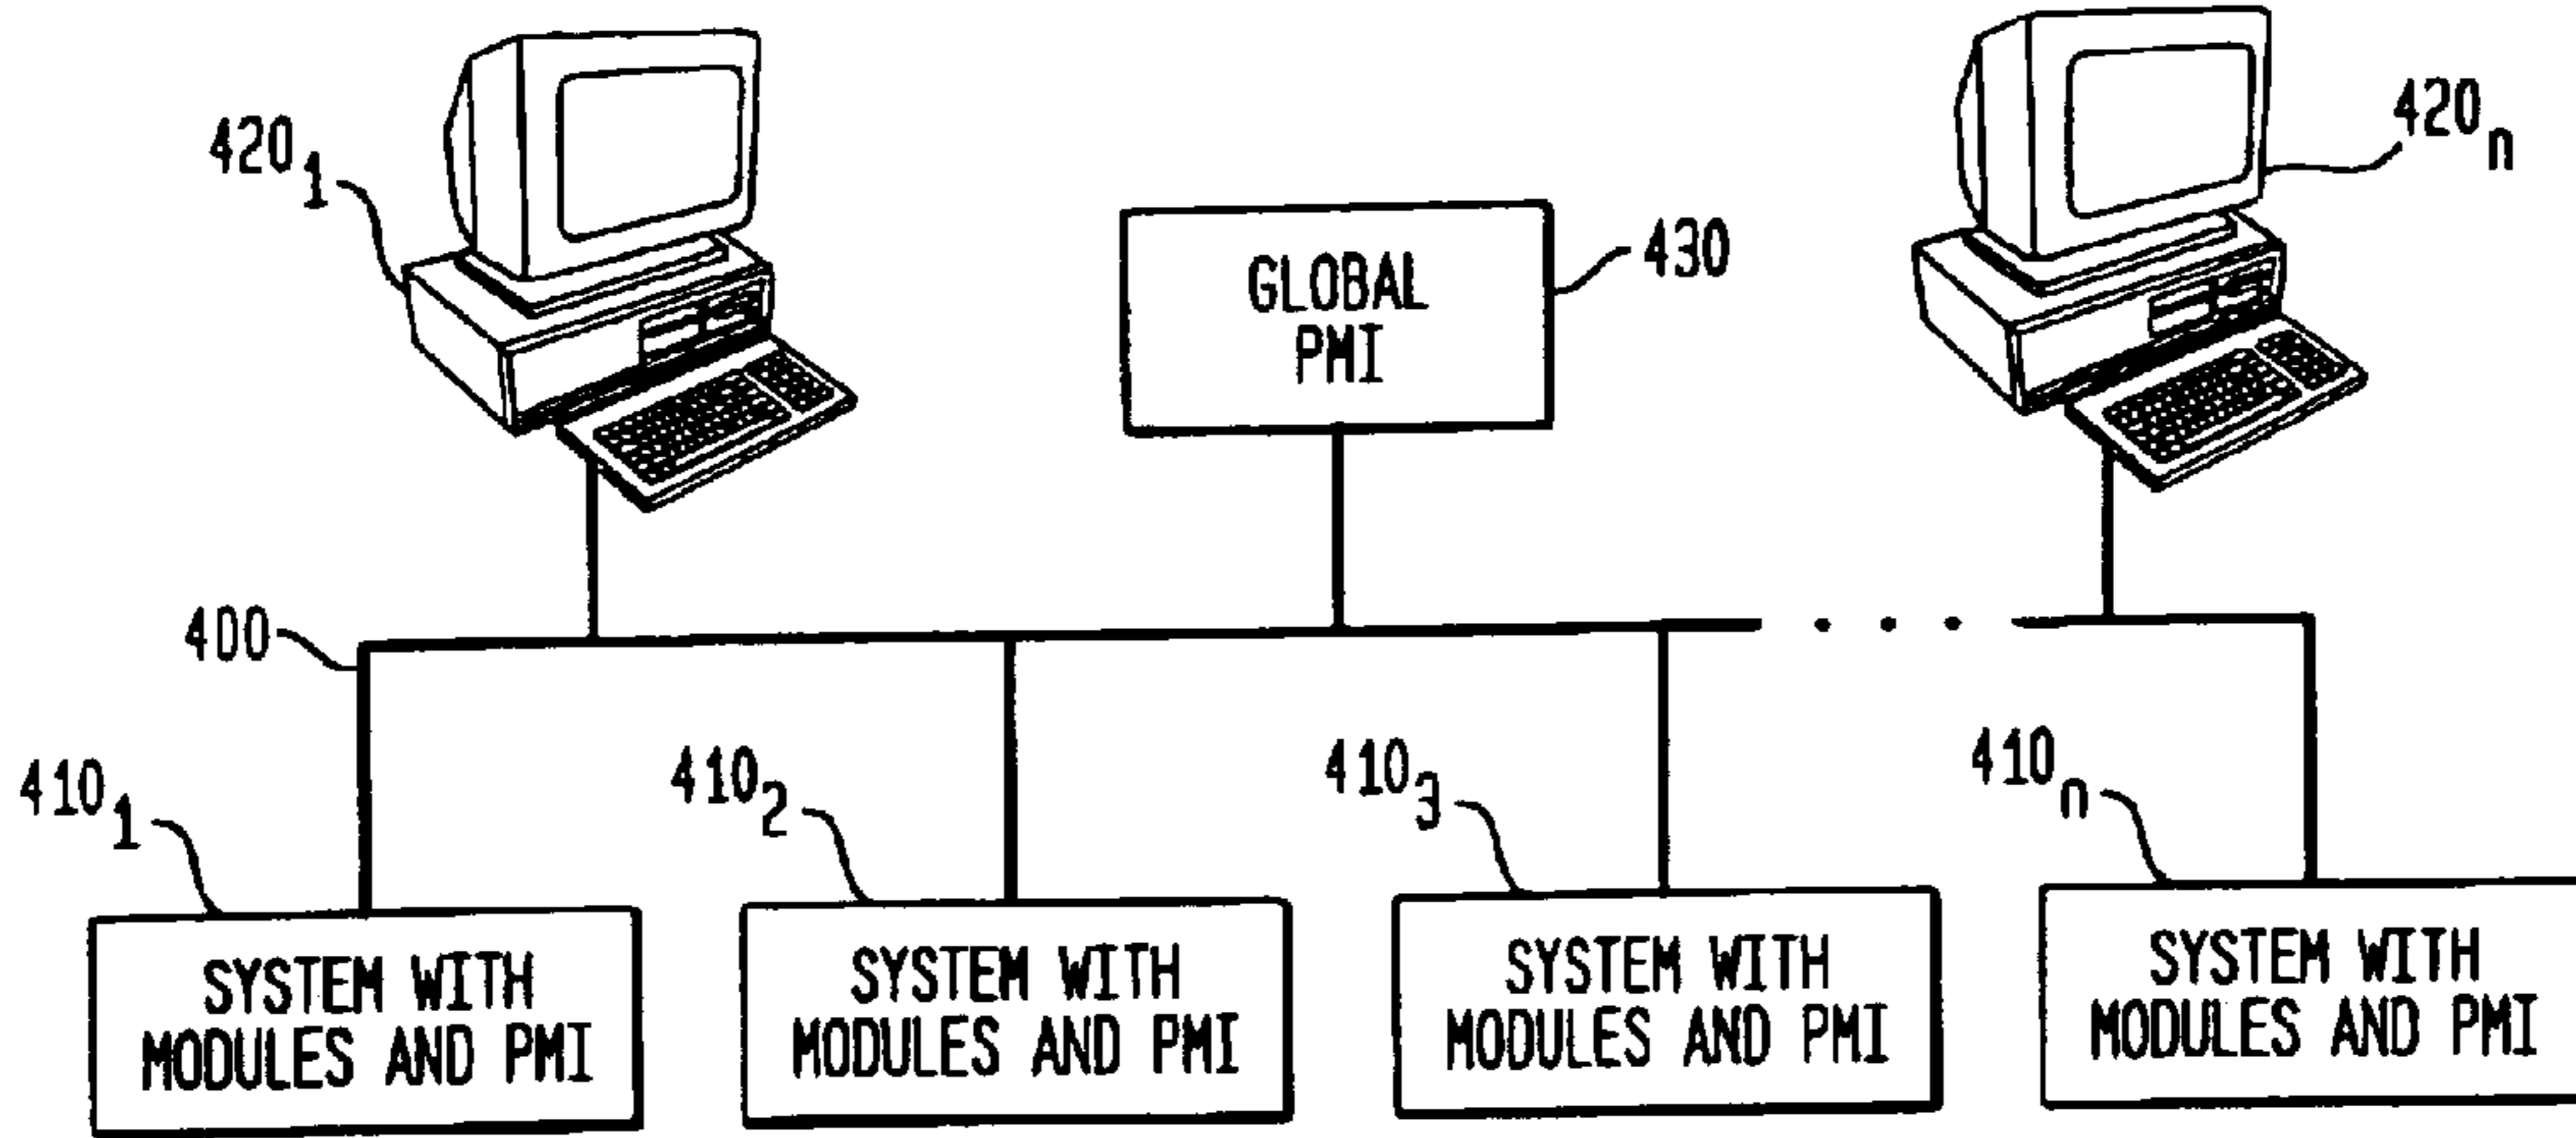 420₁
420ₙ
GLOBAL
PMI
430
400
410₁
410₂
410₃
410ₙ
SYSTEM WITH
MODULES AND PMI
SYSTEM WITH
MODULES AND PMI
SYSTEM WITH
MODULES AND PMI
SYSTEM WITH
MODULES AND PMI